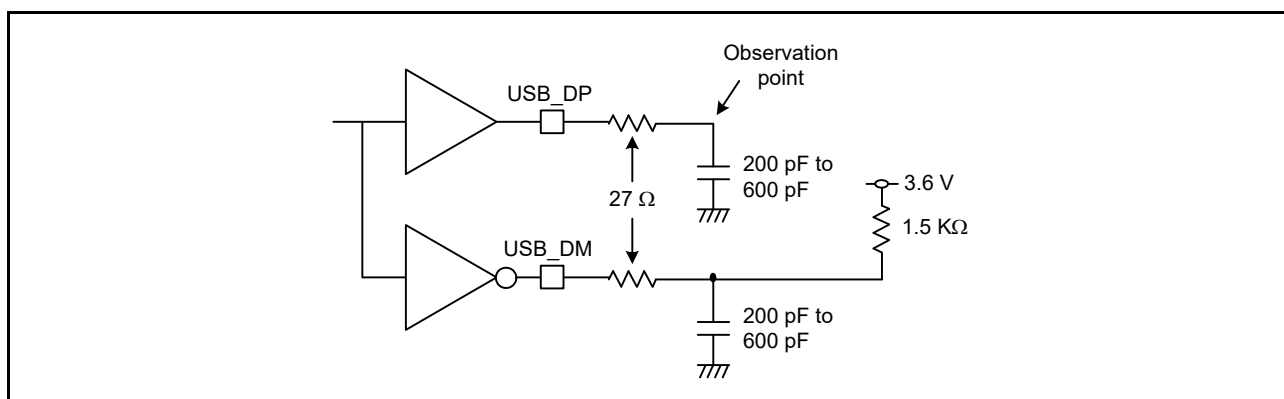 Observation
point
USB_DP
200 pF to
600 pF
27 Ω
3.6 V
1.5 KΩ
USB_DM
200 pF to
600 pF